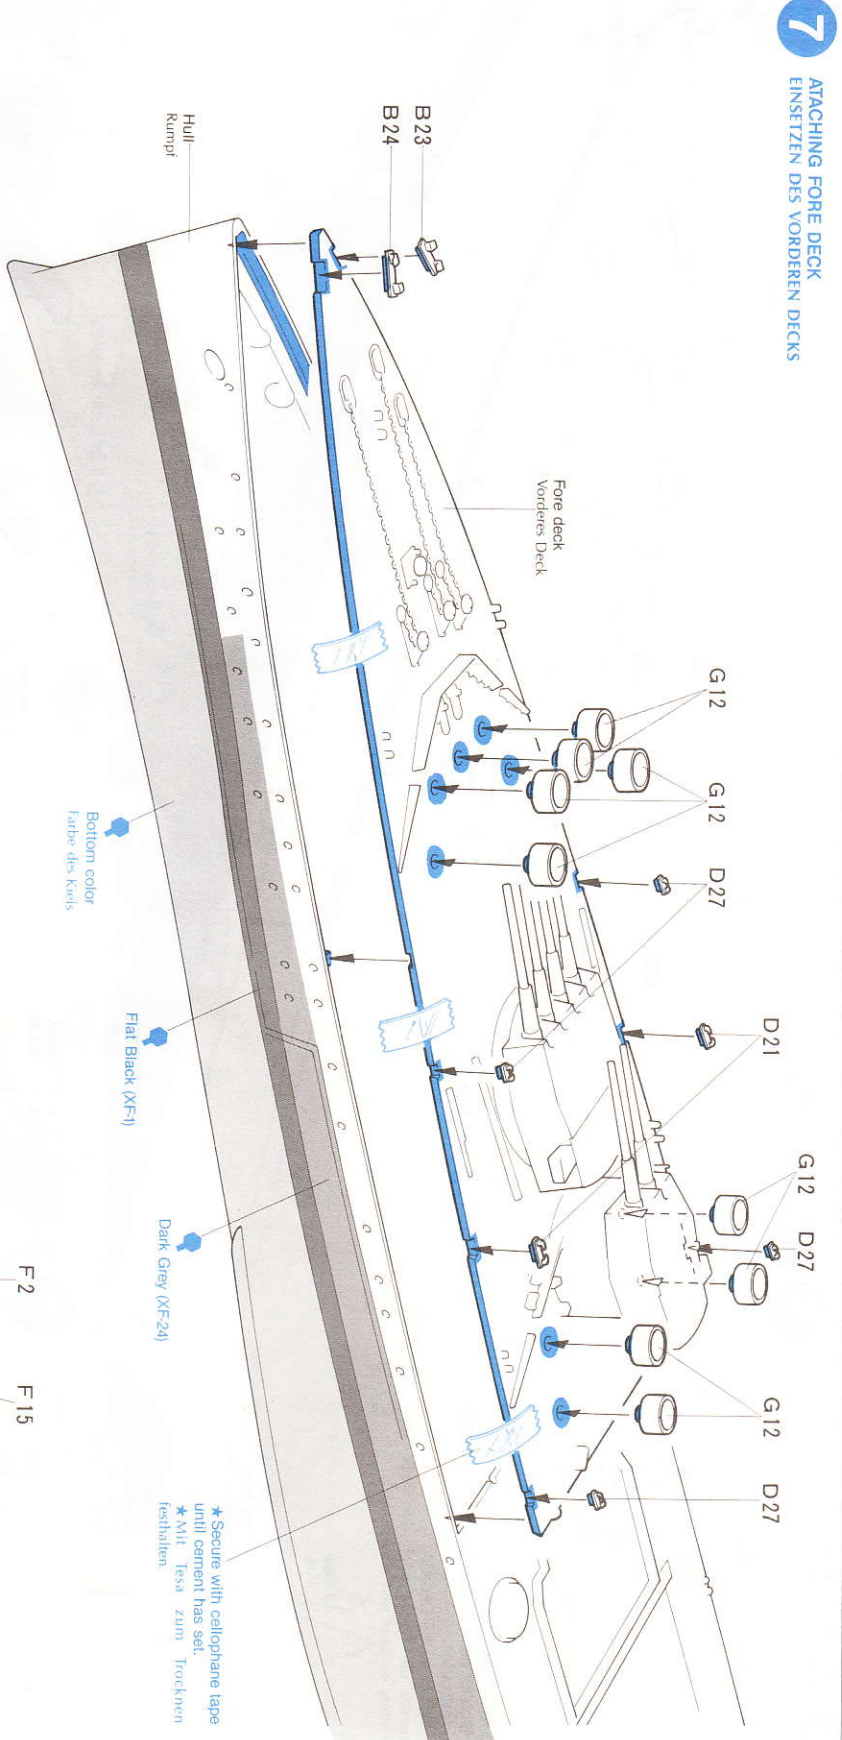 7
ATACHING FORE DECK
EINSETZEN DES VORDEREN DECKS
B23
B24
Hull
Rumpf
Fore deck
Vorderes Deck
G12
G12
D27
D21
G12
D27
G12
D27
Bottom color
Farbe des Kiels
Flat Black (XF-1)
Dark Grey (XF-24)
★Secure with cellophane tape
until cement has set.
★Mit Tesa zum Trocknen
festhalten.
F2
F15